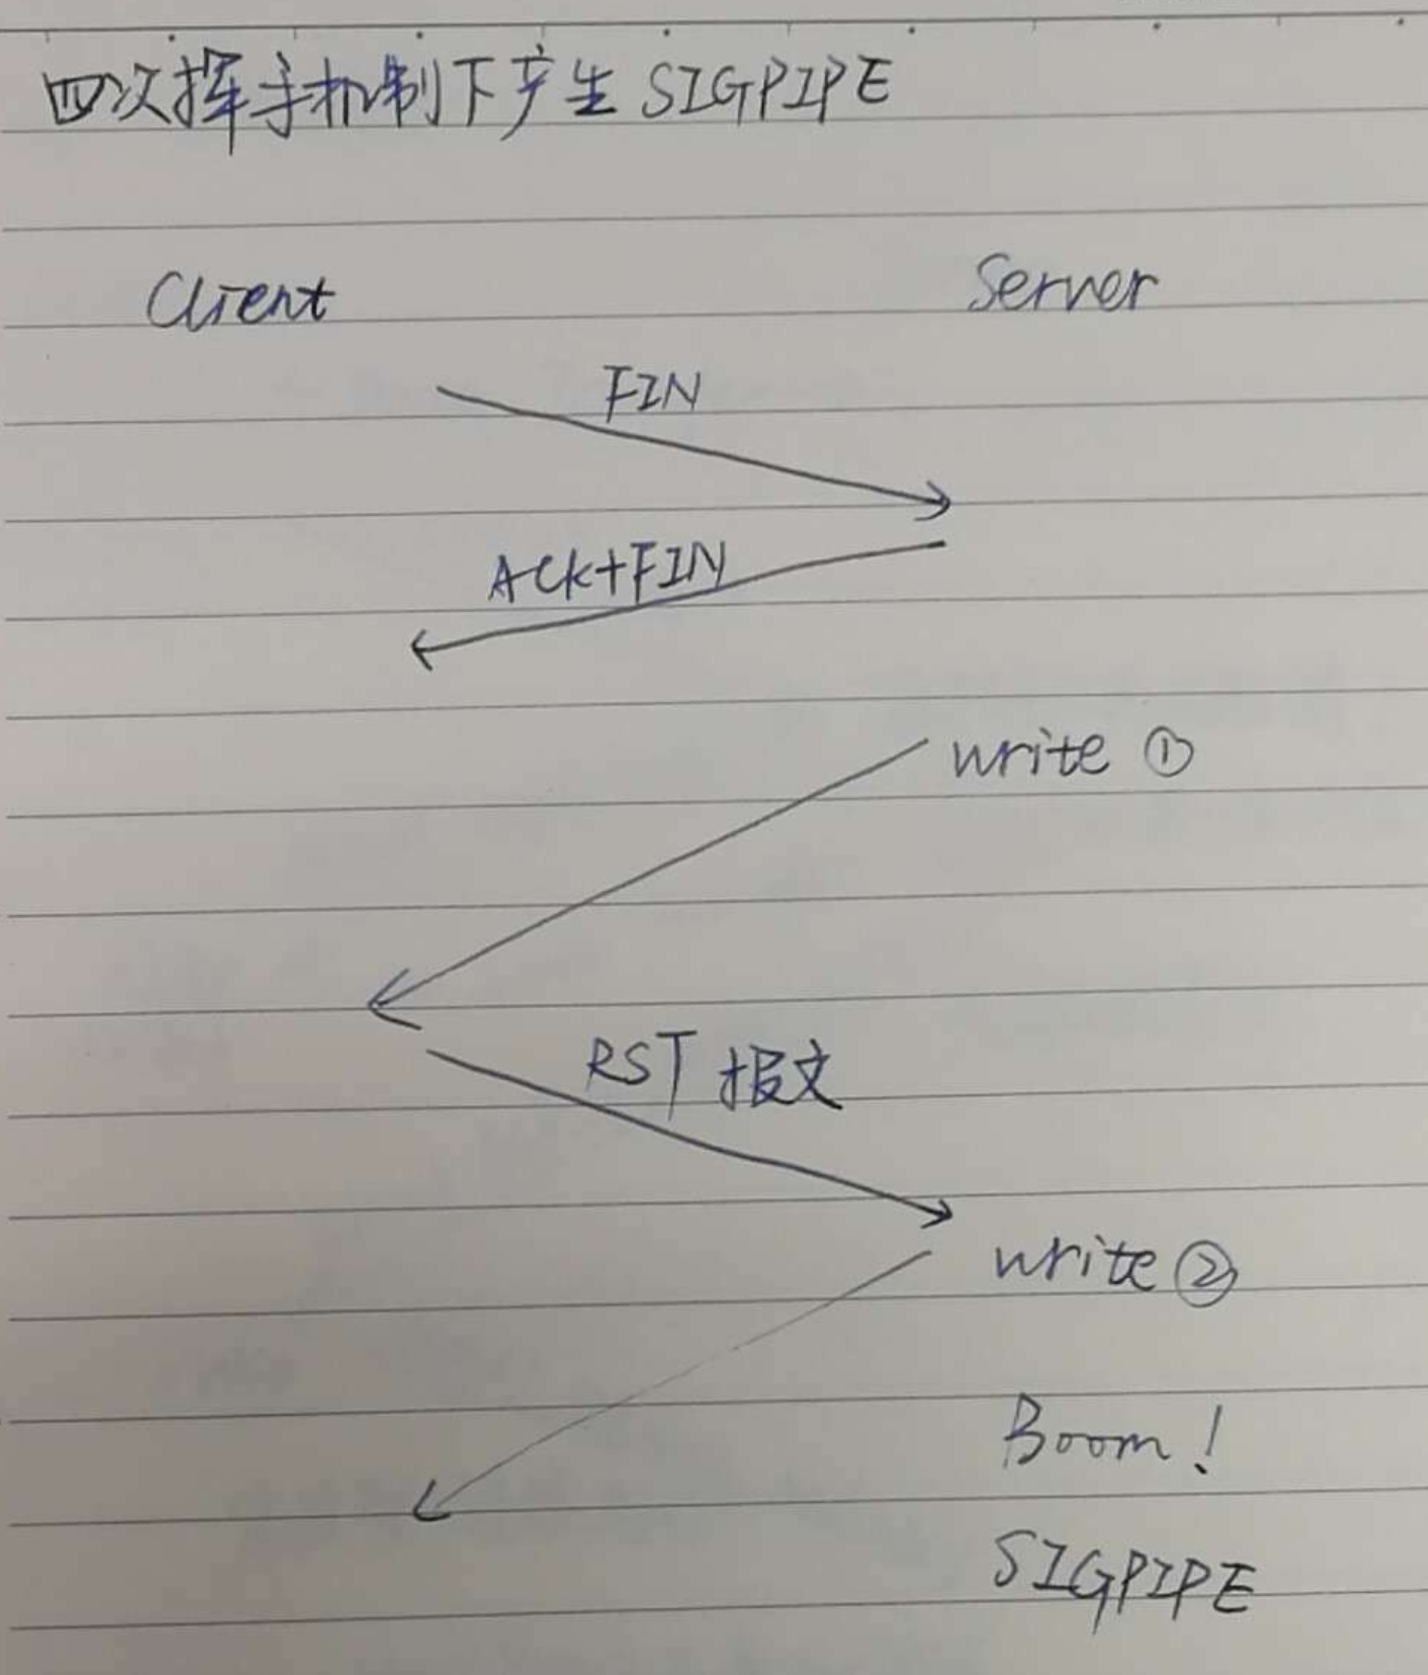 四次挥手机制下产生 SIGPIPE
Client
Server
FIN
ACK+FIN
write ①
RST 报文
write ②
Boom!
SIGPIPE